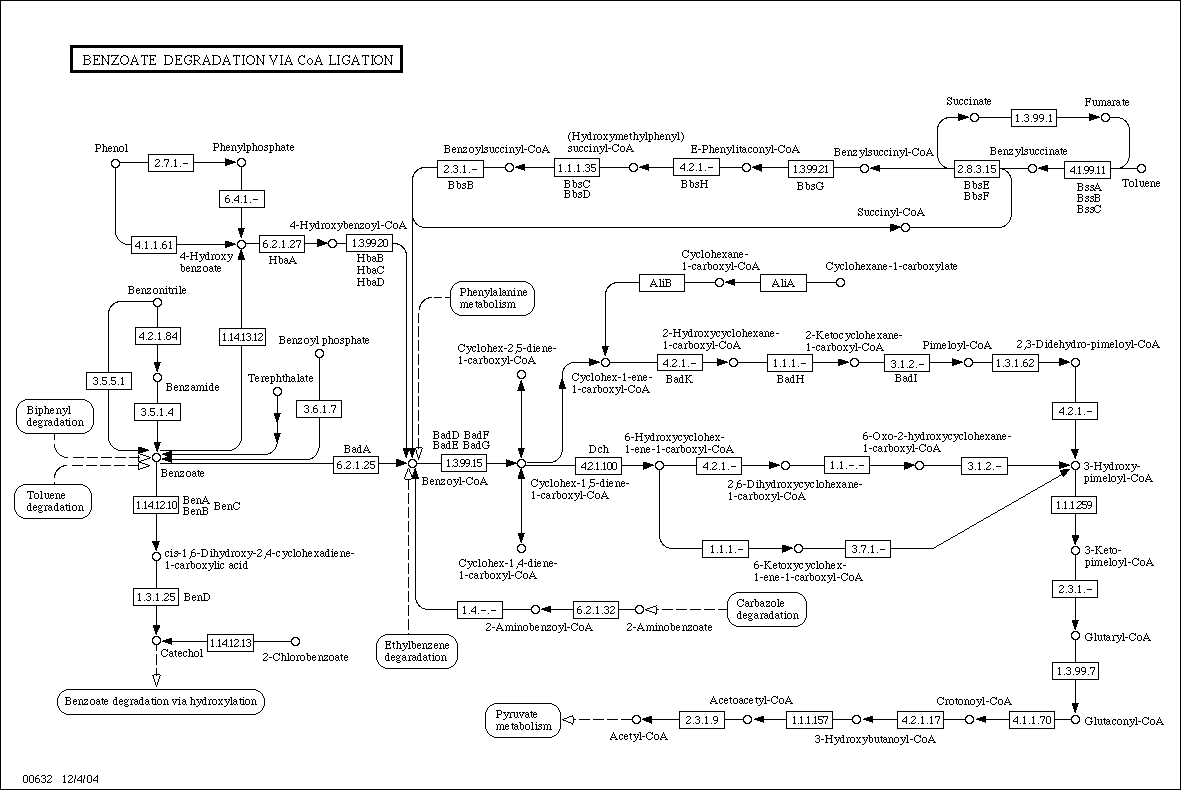 BENZOATE DEGRADATION VIA CoA LIGATION
Succinate
1.3.99.1
Fumarate
Phenol
2.7.1.-
Phenylphosphate
6.4.1.-
4.1.1.61
4-Hydroxy
benzoate
6.2.1.27
HbaA
4-Hydroxybenzoyl-CoA
1.3.99.20
HbaB
HbaC
HbaD
Benzoylsuccinyl-CoA
2.3.1.-
BbsB
(Hydroxymethylphenyl)
succinyl-CoA
1.1.1.35
BbsC
BbsD
4.2.1.-
BbsH
E-Phenylitaconyl-CoA
1.3.99.21
BbsG
Benzylsuccinyl-CoA
2.8.3.15
BbsE
BbsF
Benzylsuccinate
4.1.99.11
BssA
BssB
BssC
Toluene
Succinyl-CoA
Cyclohexane-
1-carboxyl-CoA
Cyclohexane-1-carboxylate
AliB
AliA
Benzonitrile
4.2.1.84
1.14.13.12
Benzoyl phosphate
3.5.5.1
Benzamide
Terephthalate
3.5.1.4
3.6.1.7
Biphenyl
degradation
Toluene
degradation
Benzoate
Phenylalanine
metabolism
Cyclohex-2,5-diene-
1-carboxyl-CoA
Cyclohex-1-ene-
1-carboxyl-CoA
2-Hydroxycyclohexane-
1-carboxyl-CoA
4.2.1.-
BadK
1.1.1.-
BadH
2-Ketocyclohexane-
1-carboxyl-CoA
3.1.2.-
BadI
Pimeloyl-CoA
1.3.1.62
2,3-Didehydro-pimeloyl-CoA
4.2.1.-
BadA
6.2.1.25
Benzoyl-CoA
BadD BadF
BadE BadG
1.3.99.15
Cyclohex-1,5-diene-
1-carboxyl-CoA
Dch
4.2.1.100
6-Hydroxycyclohex-
1-ene-1-carboxyl-CoA
4.2.1.-
2,6-Dihydroxycyclohexane-
1-carboxyl-CoA
1.1.-.-
6-Oxo-2-hydroxycyclohexane-
1-carboxyl-CoA
3.1.2.-
3-Hydroxy-
pimeloyl-CoA
1.14.12.10
BenA
BenB BenC
1.1.1.259
cis-1,6-Dihydroxy-2,4-cyclohexadiene-
1-carboxylic acid
Cyclohex-1,4-diene-
1-carboxyl-CoA
1.1.1.-
6-Ketoxycyclohex-
1-ene-1-carboxyl-CoA
3.7.1.-
3-Keto-
pimeloyl-CoA
1.3.1.25
BenD
2.3.1.-
1.4.-.-
2-Aminobenzoyl-CoA
6.2.1.32
2-Aminobenzoate
Carbazole
degradation
Catechol
1.14.12.13
2-Chlorobenzoate
Ethylbenzene
degradation
Glutaryl-CoA
1.3.99.7
Benzoate degradation via hydroxylation
Pyruvate
metabolism
Acetyl-CoA
2.3.1.9
Acetoacetyl-CoA
1.1.1.157
3-Hydroxybutanoyl-CoA
4.2.1.17
Crotonoyl-CoA
4.1.1.70
Glutaconyl-CoA
00632 12/4/04